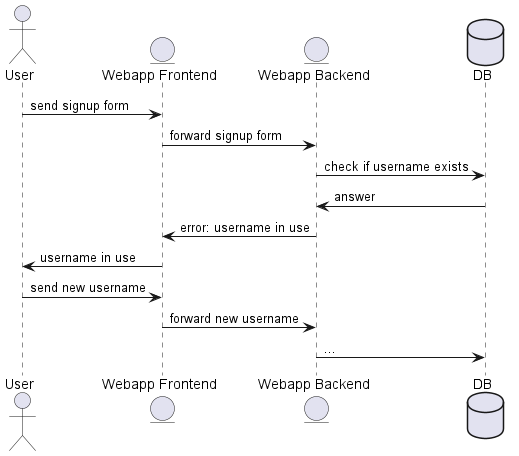 User
Webapp Frontend
Webapp Backend
DB
send signup form
forward signup form
check if username exists
answer
error: username in use
username in use
send new username
forward new username
...
User
Webapp Frontend
Webapp Backend
DB